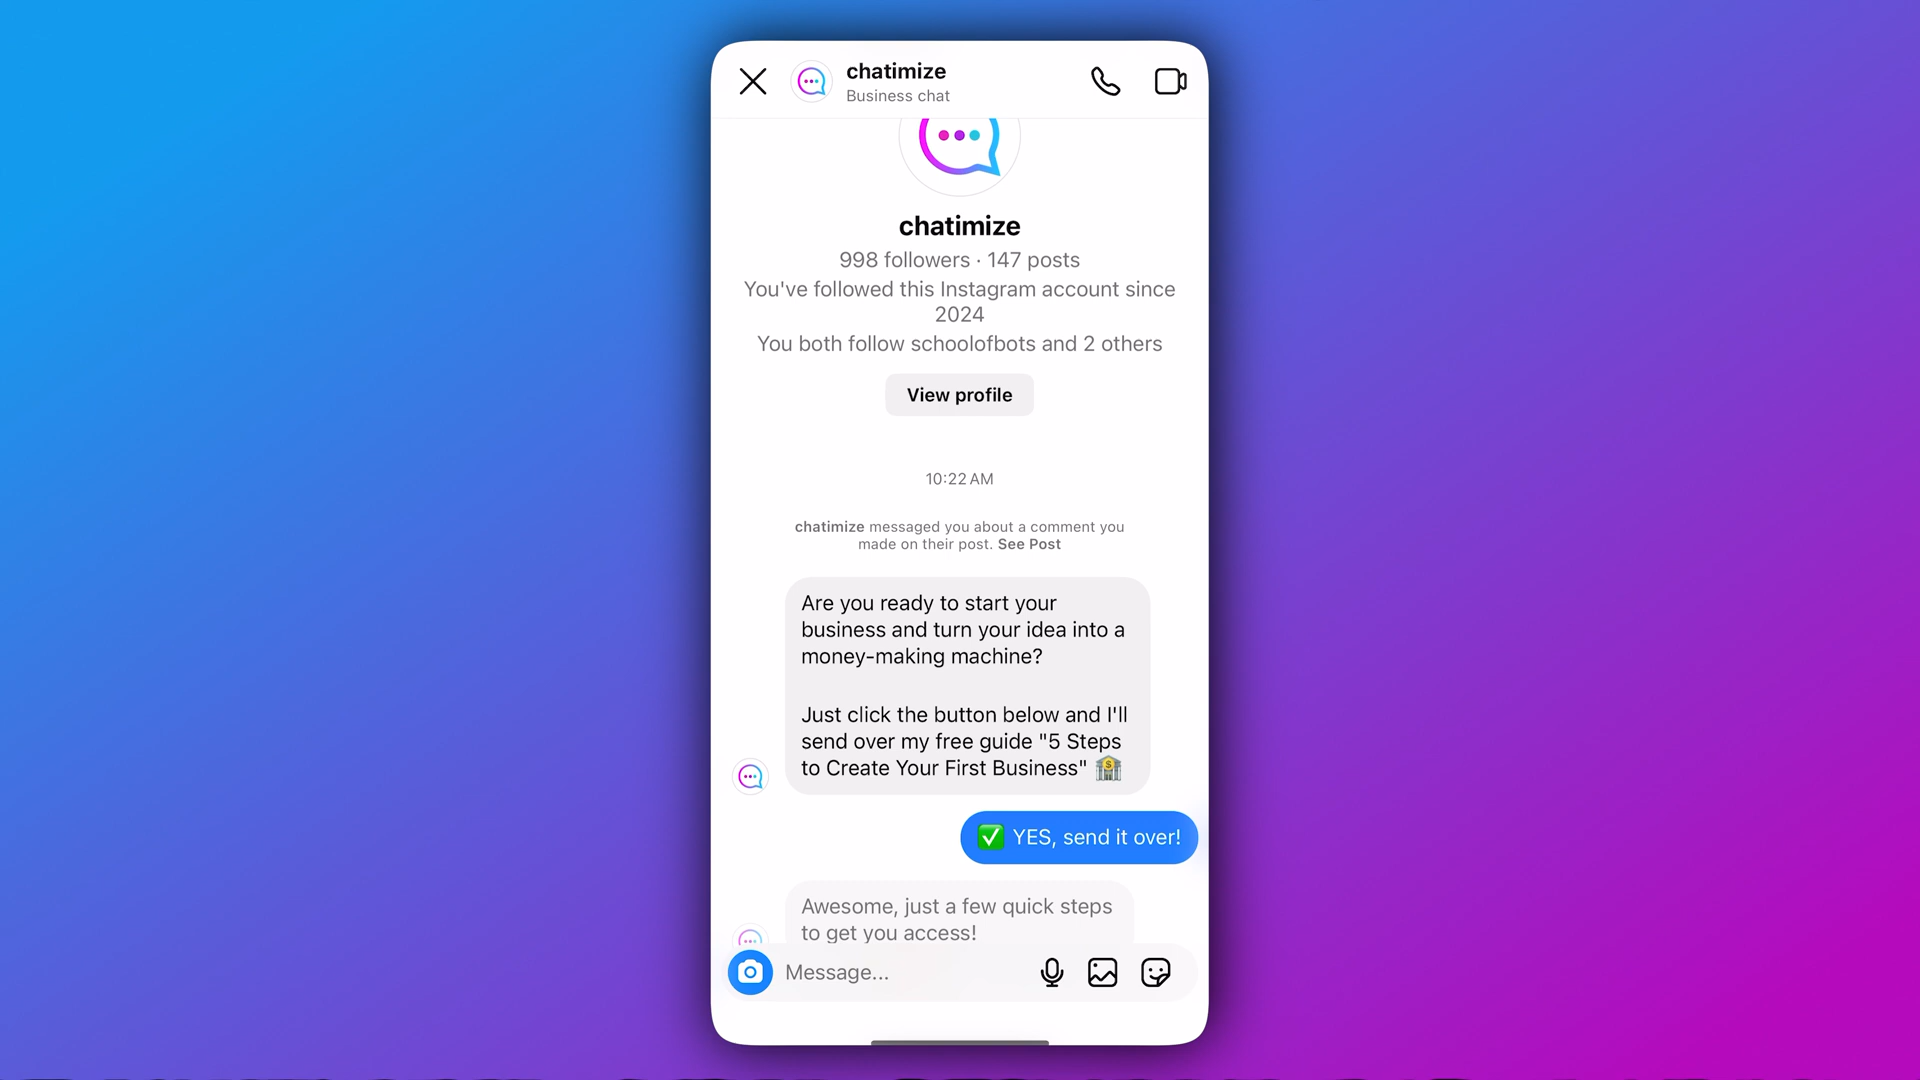 chatimize
Business chat
chatimize
998 followers · 147 posts
You've followed this Instagram account since
2024
You both follow schoolofbots and 2 others
View profile
10:22 AM
chatimize messaged you about a comment you
made on their post. See Post
Are you ready to start your
business and turn your idea into a
money-making machine?
Just click the button below and I'll
send over my free guide "5 Steps
to Create Your First Business" 🏦
✅ YES, send it over!
Awesome, just a few quick steps
to get you access!
Message...